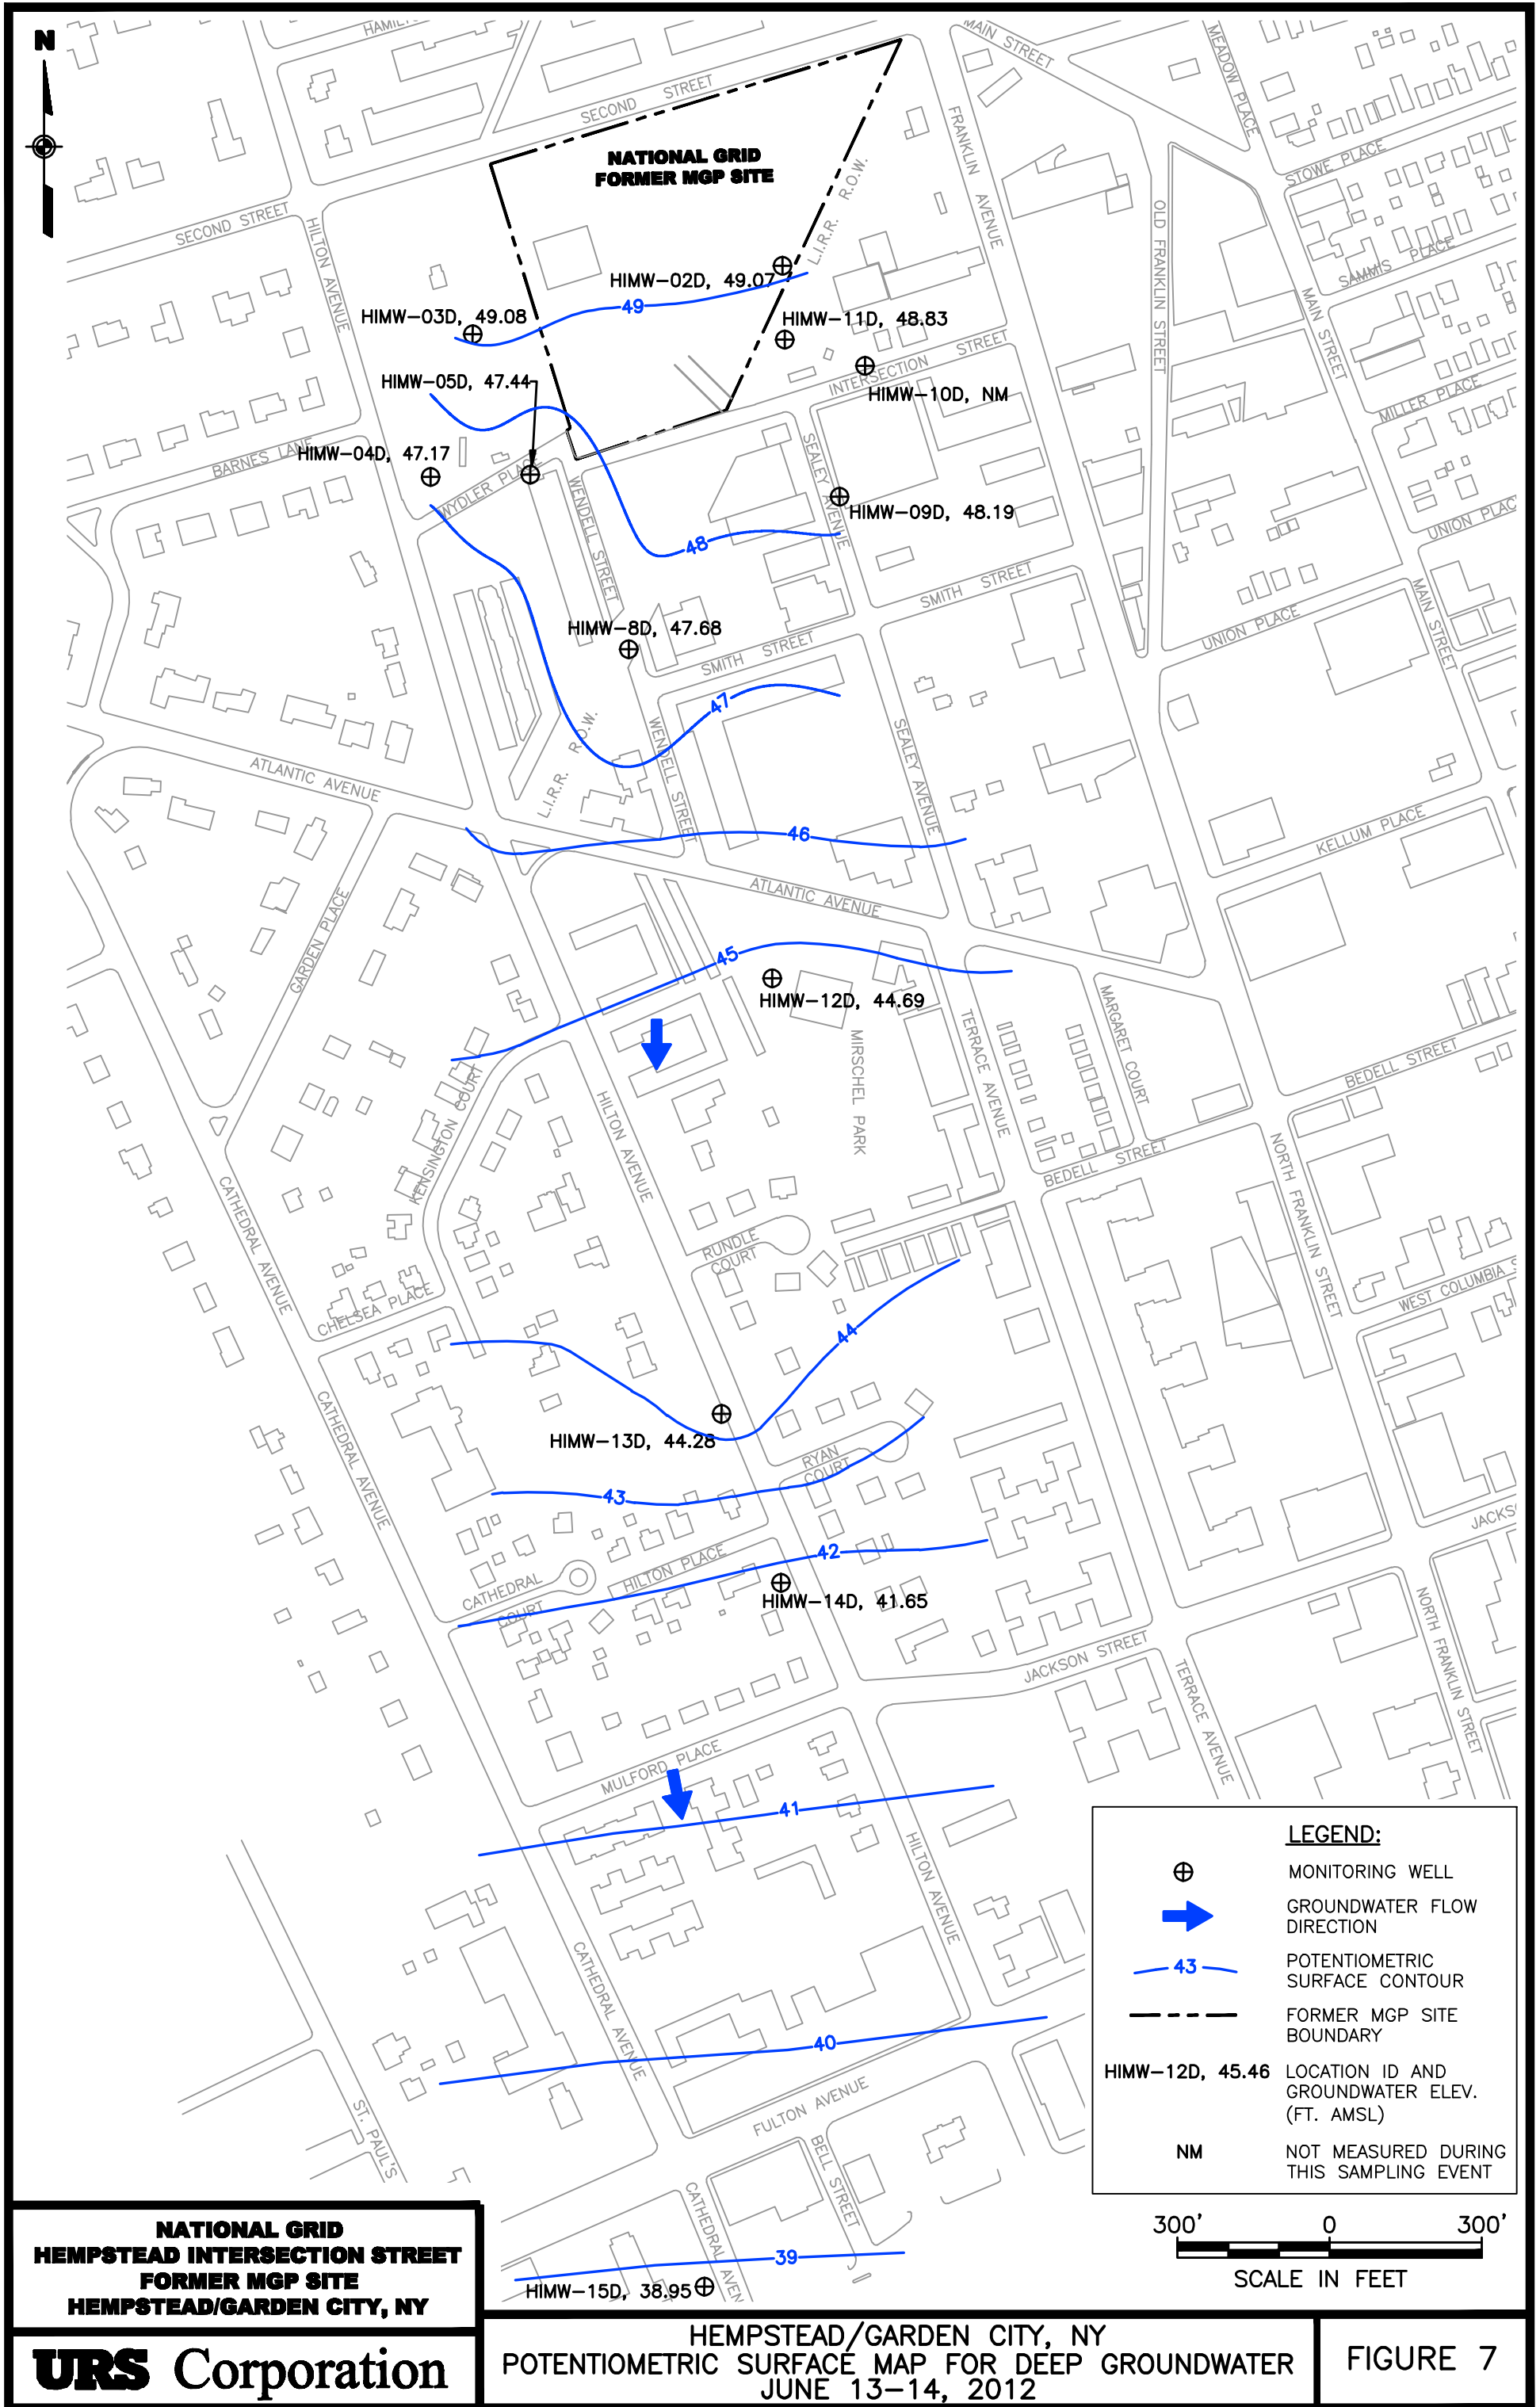 N
HAMIL
MAIN STREET
MEADOW PLACE
SECOND STREET
NATIONAL GRID
FORMER MGP SITE
FRANKLIN AVENUE
STOWE PLACE
L.I.R.R. R.O.W.
SECOND STREET
HILTON AVENUE
OLD FRANKLIN STREET
SAMMIS PLACE
HIMW-02D, 49.07
49
HIMW-03D, 49.08
HIMW-11D, 48.83
MAIN STREET
INTERSECTION STREET
HIMW-05D, 47.44
HIMW-10D, NM
MILLER PLACE
BARNES LANE
HIMW-04D, 47.17
WYDLER PLACE
WENDELL STREET
SEALEY AVENUE
HIMW-09D, 48.19
UNION PLAC
48
SMITH STREET
MAIN STREET
HIMW-8D, 47.68
SMITH STREET
UNION PLACE
47
L.I.R.R. R.O.W.
WENDELL STREET
SEALEY AVENUE
ATLANTIC AVENUE
46
KELLUM PLACE
ATLANTIC AVENUE
GARDEN PLACE
45
HIMW-12D, 44.69
MARGARET COURT
TERRACE AVENUE
MIRSCHEL PARK
BEDELL STREET
KENSINGTON COURT
HILTON AVENUE
BEDELL STREET
NORTH FRANKLIN STREET
CATHEDRAL AVENUE
RUNDLE
COURT
WEST COLUMBIA S
CHELSEA PLACE
44
CATHEDRAL AVENUE
HIMW-13D, 44.28
RYAN
COURT
43
JACKS
42
HILTON PLACE
CATHEDRAL
COURT
HIMW-14D, 41.65
NORTH FRANKLIN STREET
JACKSON STREET
TERRACE AVENUE
MULFORD PLACE
41
HILTON AVENUE
CATHEDRAL AVENUE
40
FULTON AVENUE
ST. PAUL'S
BELL STREET
CATHEDRAL AVEN
39
HIMW-15D, 38.95
LEGEND:
MONITORING WELL
GROUNDWATER FLOW
DIRECTION
43
POTENTIOMETRIC
SURFACE CONTOUR
FORMER MGP SITE
BOUNDARY
HIMW-12D, 45.46
LOCATION ID AND
GROUNDWATER ELEV.
(FT. AMSL)
NM
NOT MEASURED DURING
THIS SAMPLING EVENT
300' 0 300'
SCALE IN FEET
NATIONAL GRID
HEMPSTEAD INTERSECTION STREET
FORMER MGP SITE
HEMPSTEAD/GARDEN CITY, NY
URS Corporation
HEMPSTEAD/GARDEN CITY, NY
POTENTIOMETRIC SURFACE MAP FOR DEEP GROUNDWATER
JUNE 13-14, 2012
FIGURE 7